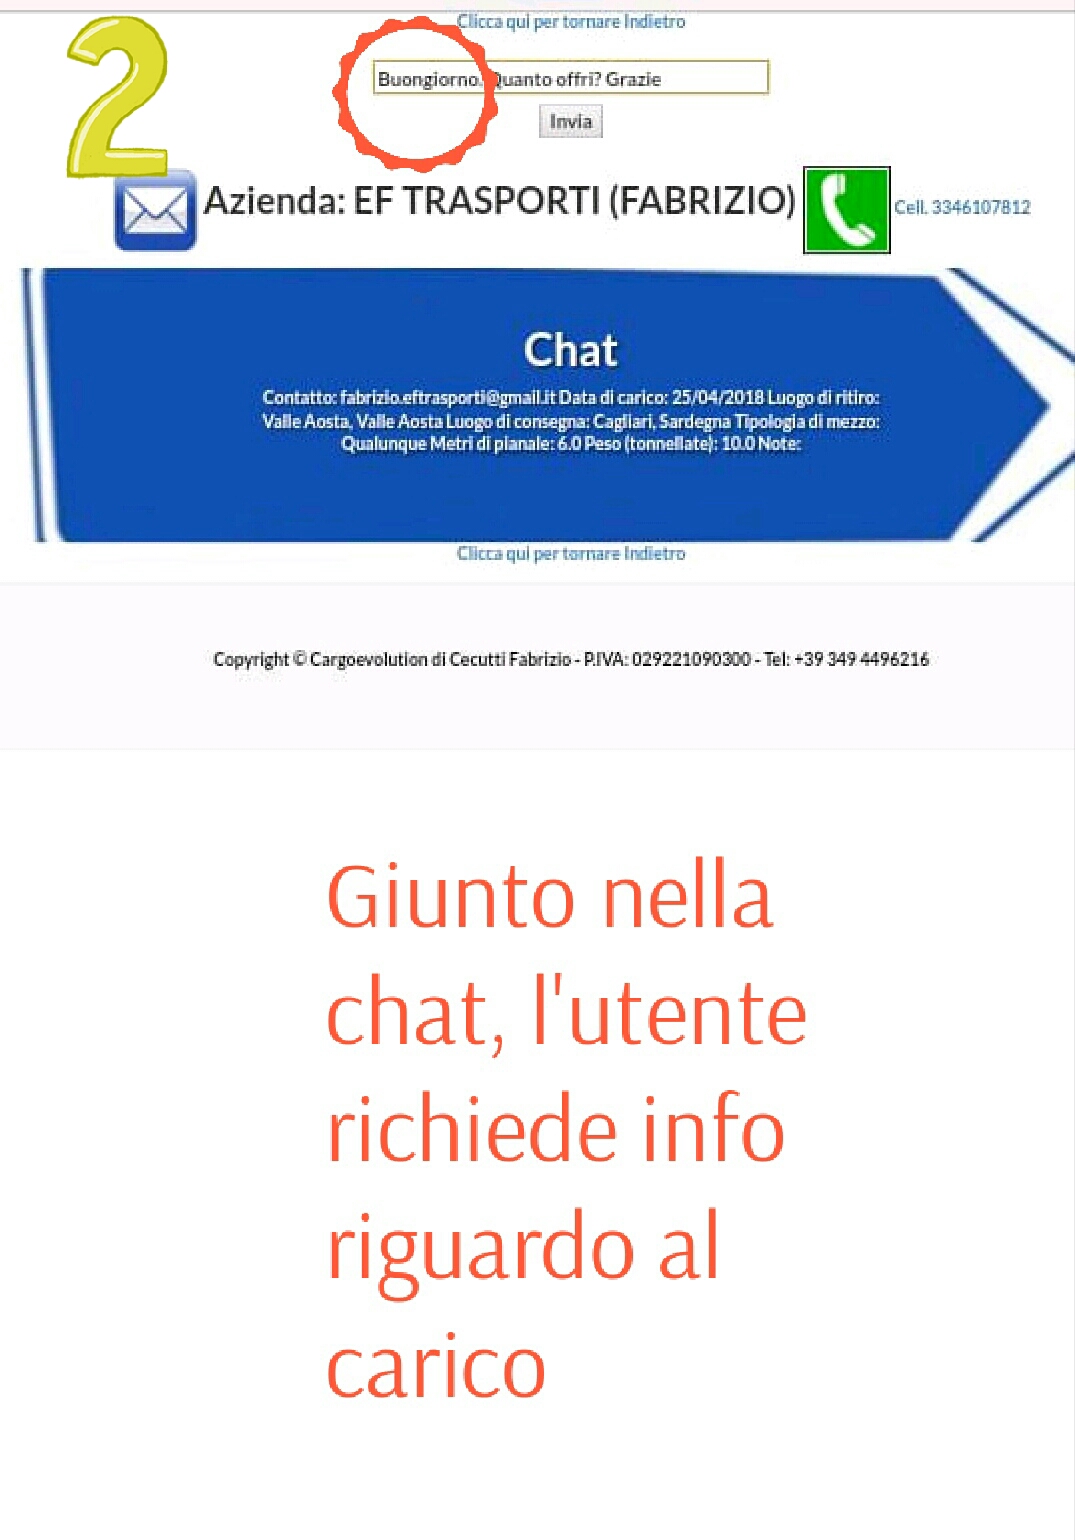 Clicca qui per tornare Indietro
2
Buongiorno. Quanto offri? Grazie
Invia
Azienda: EF TRASPORTI (FABRIZIO)
Cell. 3346107812
Chat
Contatto: fabrizio.eftrasporti@gmail.it Data di carico: 25/04/2018 Luogo di ritiro:
Valle Aosta, Valle Aosta Luogo di consegna: Cagliari, Sardegna Tipologia di mezzo:
Qualunque Metri di pianale: 6.0 Peso (tonnellate): 10.0 Note:
Clicca qui per tornare Indietro
Copyright © Cargoevolution di Cecutti Fabrizio - P.IVA: 029221090300 - Tel: +39 349 4496216
Giunto nella
chat, l'utente
richiede info
riguardo al
carico